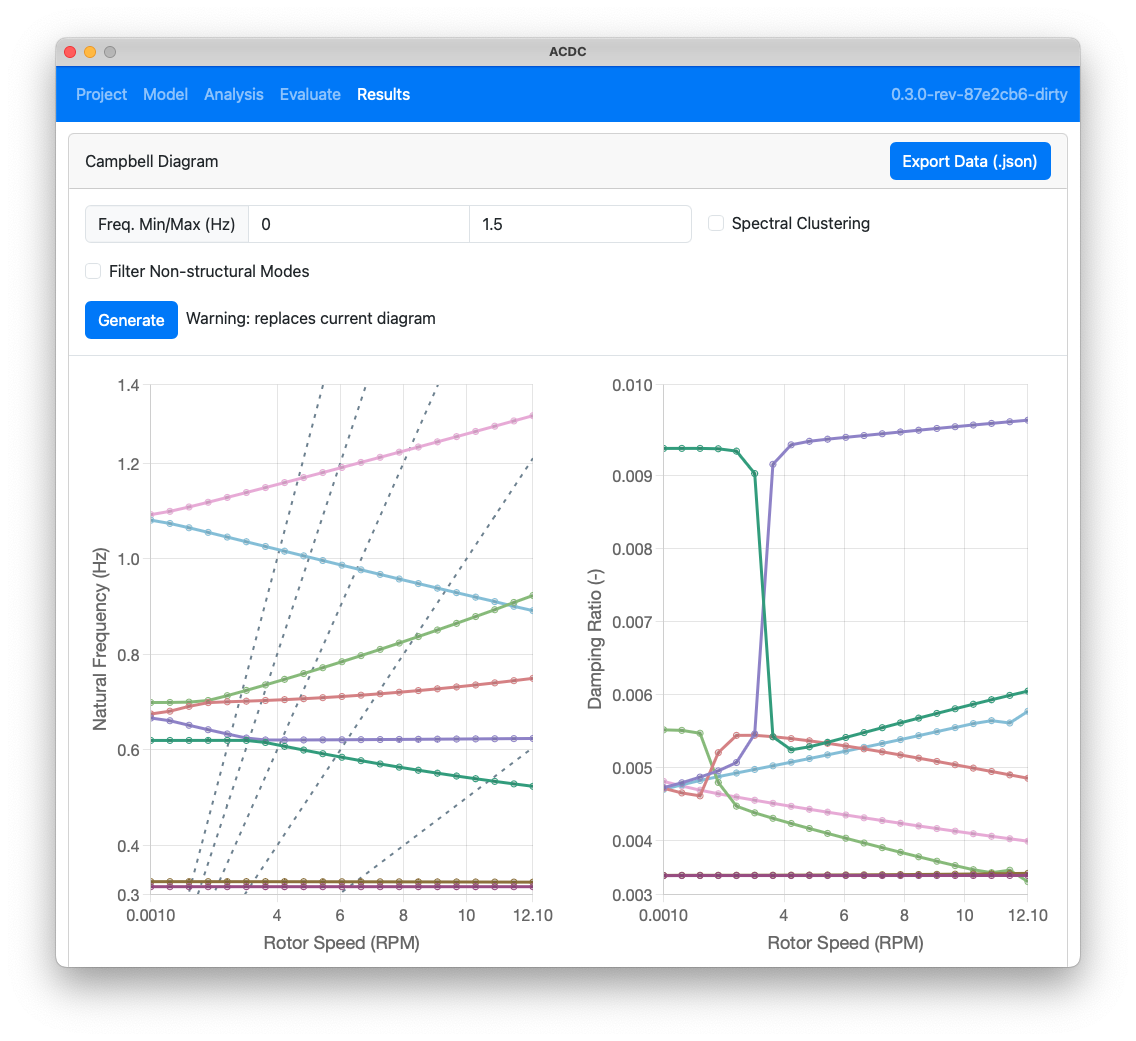 ACDC
Project Model Analysis Evaluate Results 0.3.0-rev-87e2cb6-dirty
Campbell Diagram Export Data (.json)
Freq. Min/Max (Hz) 0 1.5 Spectral Clustering
Filter Non-structural Modes
Generate Warning: replaces current diagram
Natural Frequency (Hz)
1.4
1.2
1.0
0.8
0.6
0.4
0.3
0.0010 4 6 8 10 12.10
Rotor Speed (RPM)
Damping Ratio (-)
0.010
0.009
0.008
0.007
0.006
0.005
0.004
0.003
0.0010 4 6 8 10 12.10
Rotor Speed (RPM)